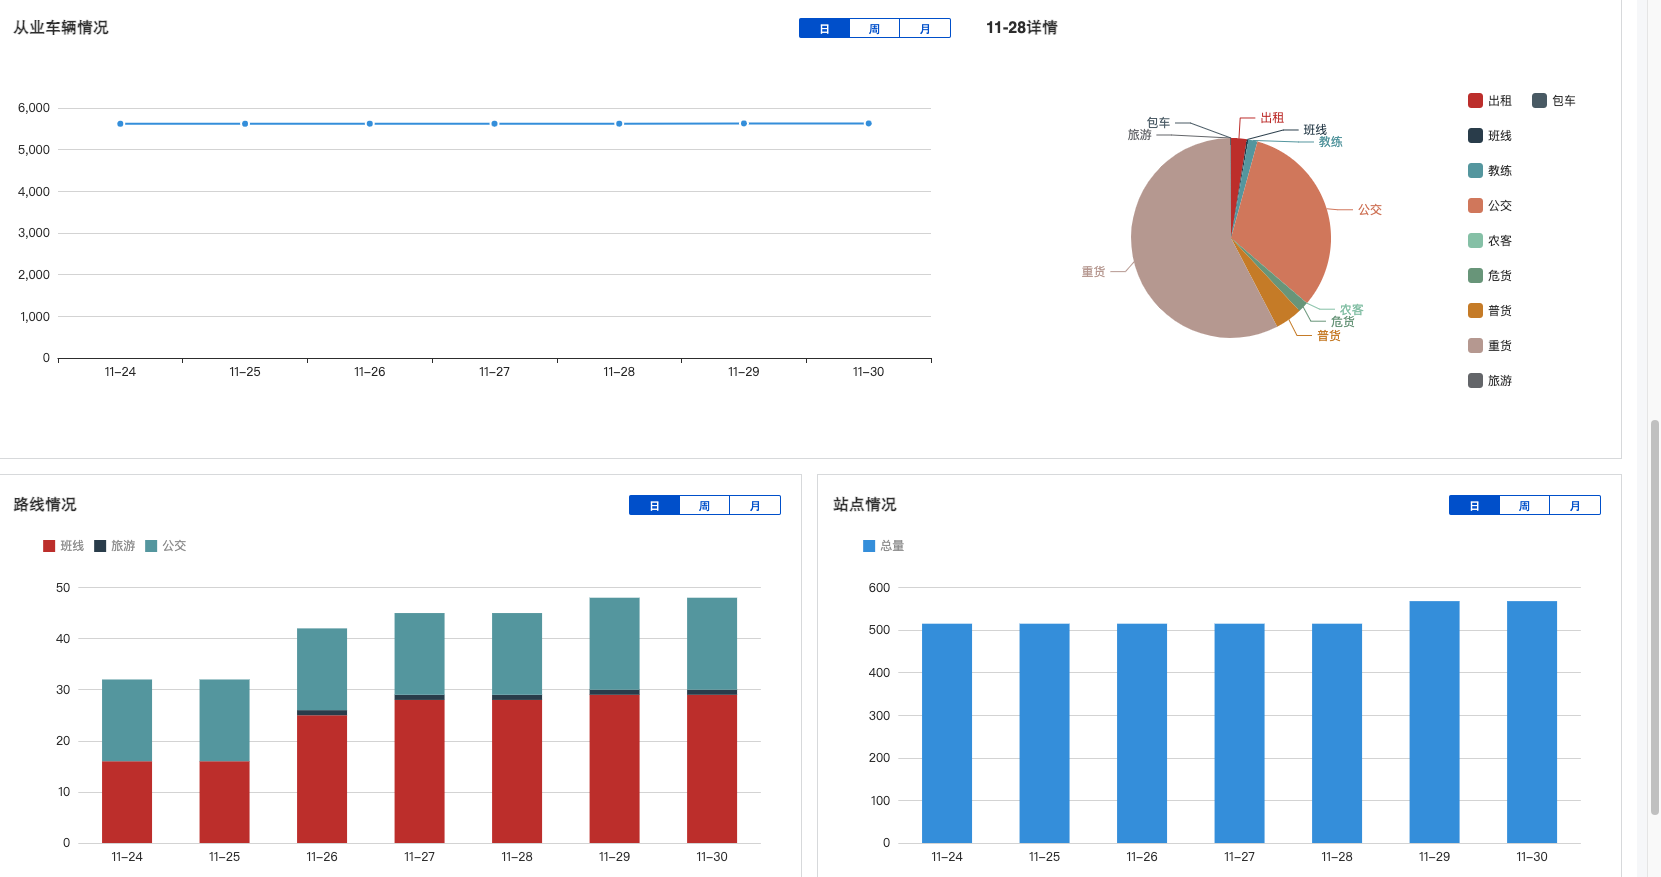 从业车辆情况
日 周 月
6,000
5,000
4,000
3,000
2,000
1,000
0
11-24 11-25 11-26 11-27 11-28 11-29 11-30
11-28详情
包车 出租
旅游 班线
教练
公交
重货
农客
危货
普货
出租 包车
班线
教练
公交
农客
危货
普货
重货
旅游
路线情况
日 周 月
班线 旅游 公交
50
40
30
20
10
0
11-24 11-25 11-26 11-27 11-28 11-29 11-30
站点情况
日 周 月
总量
600
500
400
300
200
100
0
11-24 11-25 11-26 11-27 11-28 11-29 11-30